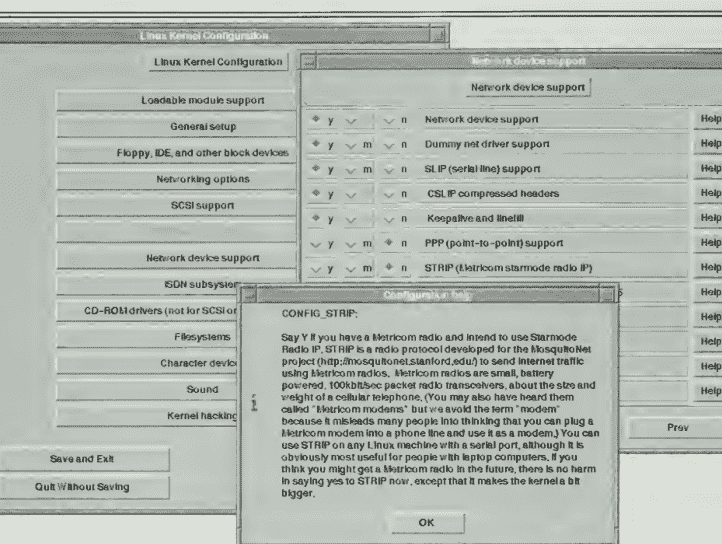 Linux Kernel Configuration
Linux Kernel Configuration
Loadable module support
General setup
Floppy, IDE, and other block devices
Networking options
SCSI support
Network device support
ISDN subsystem
CD-ROM drivers (not for SCSI or
Filesystems
Character device
Sound
Kernel hacking
Save and Exit
Quit Without Saving
Network device support
Network device support
y n Network device support Help
y m n Dummy net driver support Help
y m n SLIP (serial line) support Help
y n CSLIP compressed headers Help
y n Keepalive and linefill Help
y m n PPP (point-to-point) support Help
y m n STRIP (Metricom starmode radio IP) Help
Help
Help
Help
Help
Help
Prev
Configuration help
CONFIG_STRIP:
Say Y if you have a Metricom radio and intend to use Starmode
Radio IP. STRIP is a radio protocol developed for the MosquitoNet
project (http://mosquitonet.stanford.edu/) to send Internet traffic
using Metricom radios. Metricom radios are small, battery
powered, 100kbit/sec packet radio transceivers, about the size and
weight of a cellular telephone. (You may also have heard them
called "Metricom modems" but we avoid the term "modem"
because it misleads many people into thinking that you can plug a
Metricom modem into a phone line and use it as a modem.) You can
use STRIP on any Linux machine with a serial port, although it is
obviously most useful for people with laptop computers. If you
think you might get a Metricom radio in the future, there is no harm
in saying yes to STRIP now, except that it makes the kernel a bit
bigger.
OK